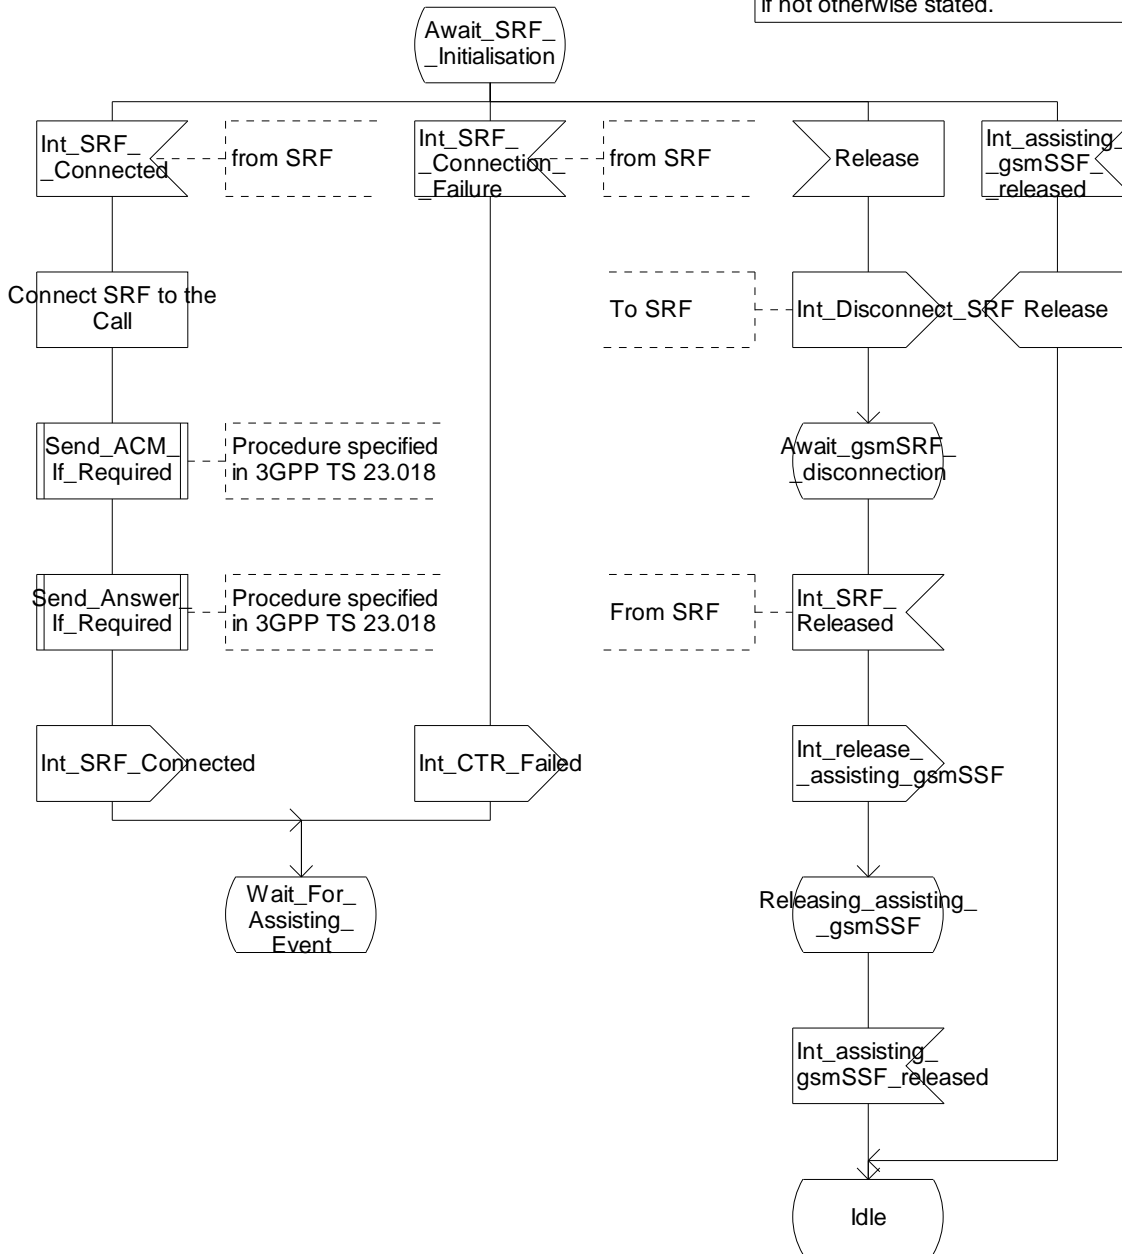 if not otherwise stated.
Await_SRF_
_Initialisation
Int_SRF_
_Connected
from SRF
Int_SRF_
_Connection_
_Failure
from SRF
Release
Int_assisting_
_gsmSSF_
_released
Connect SRF to the
Call
To SRF
Int_Disconnect_SRF
Release
Send_ACM_
If_Required
Procedure specified
in 3GPP TS 23.018
Await_gsmSRF_
_disconnection
Send_Answer_
If_Required
Procedure specified
in 3GPP TS 23.018
From SRF
Int_SRF_
Released
Int_SRF_Connected
Int_CTR_Failed
Int_release_
_assisting_gsmSSF
Wait_For_
Assisting_
Event
Releasing_assisting_
_gsmSSF
Int_assisting_
gsmSSF_released
Idle